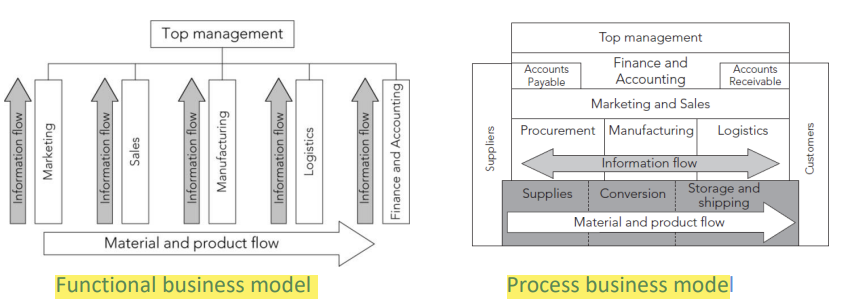 Top management
Information flow
Marketing
Information flow
Sales
Information flow
Manufacturing
Information flow
Logistics
Information flow
Finance and Accounting
Material and product flow
Functional business model
Top management
Finance and
Accounting
Accounts
Payable
Accounts
Receivable
Marketing and Sales
Suppliers
Procurement
Manufacturing
Logistics
Customers
Information flow
Supplies
Conversion
Storage and
shipping
Material and product flow
Process business model